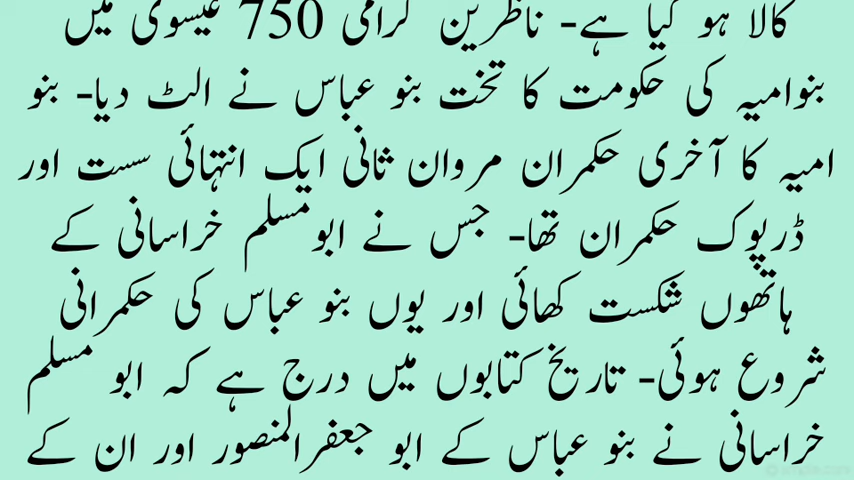 کالا ہو گیا ہے۔ ناظرین گرامی 750 عیسوی میں
بنوامیہ کی حکومت کا تخت بنو عباس نے الٹ دیا۔ بنو
امیہ کا آخری حکمران مروان ثانی ایک انتہائی سست اور
ڈرپوک حکمران تھا۔ جس نے ابومسلم خراسانی کے
ہاتھوں شکست کھائی اور یوں بنو عباس کی حکمرانی
شروع ہوئی۔ تاریخ کتابوں میں درج ہے کہ ابو مسلم
خراسانی نے بنو عباس کے ابو جعفرالمنصور اور ان کے